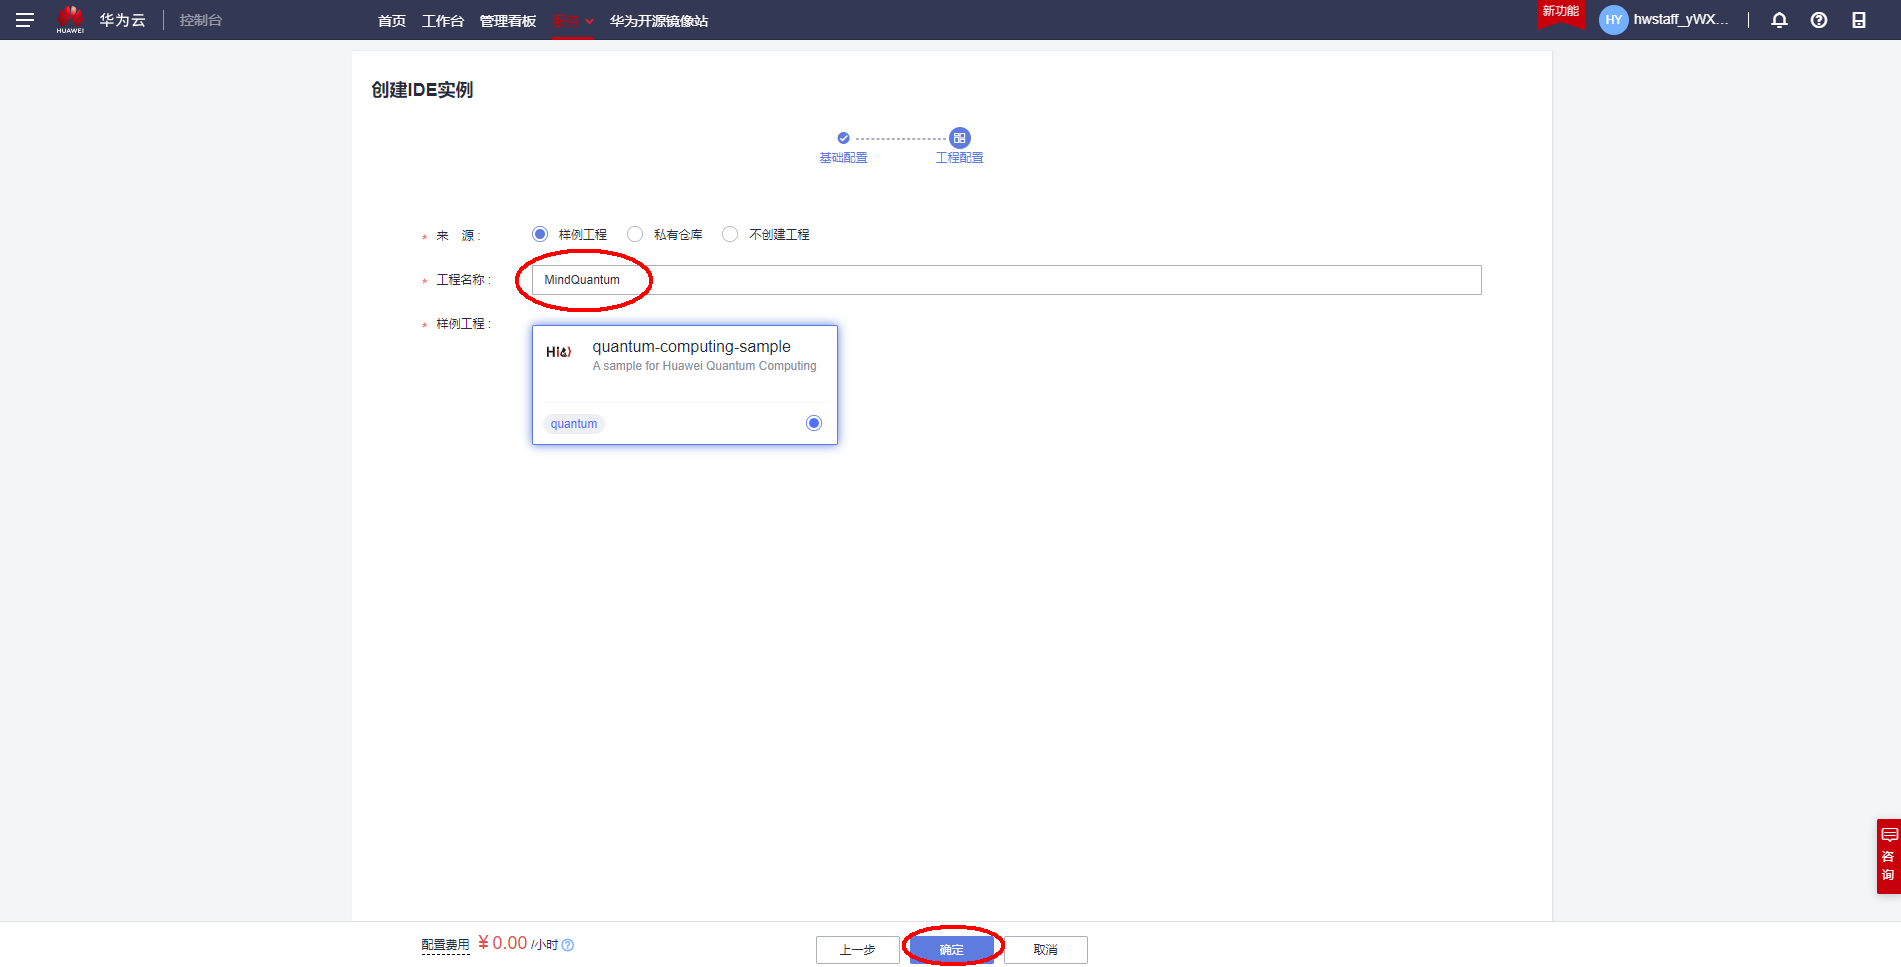 HUAWEI
华为云
控制台
首页 工作台 管理看板 财务 华为开源镜像站
新功能
HY
hwstaff_yWX...
创建IDE实例
基础配置
工程配置
* 来 源 :
样例工程 私有仓库 不创建工程
* 工程名称 :
MindQuantum
* 样例工程 :
quantum-computing-sample
A sample for Huawei Quantum Computing
quantum
咨询
配置费用 ¥0.00 /小时
上一步
确定
取消